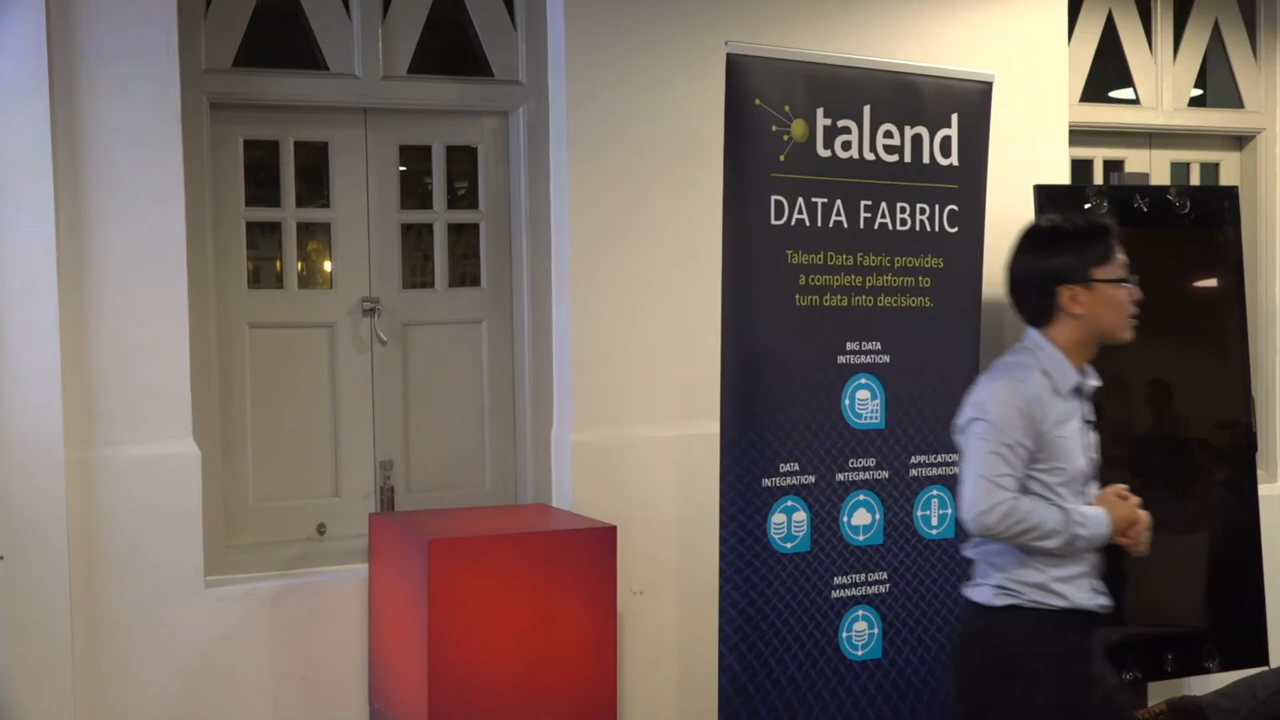 talend
DATA FABRIC
Talend Data Fabric provides
a complete platform to
turn data into decisions.
BIG DATA
INTEGRATION
DATA
INTEGRATION
CLOUD
INTEGRATION
APPLICATION
INTEGRATION
MASTER DATA
MANAGEMENT